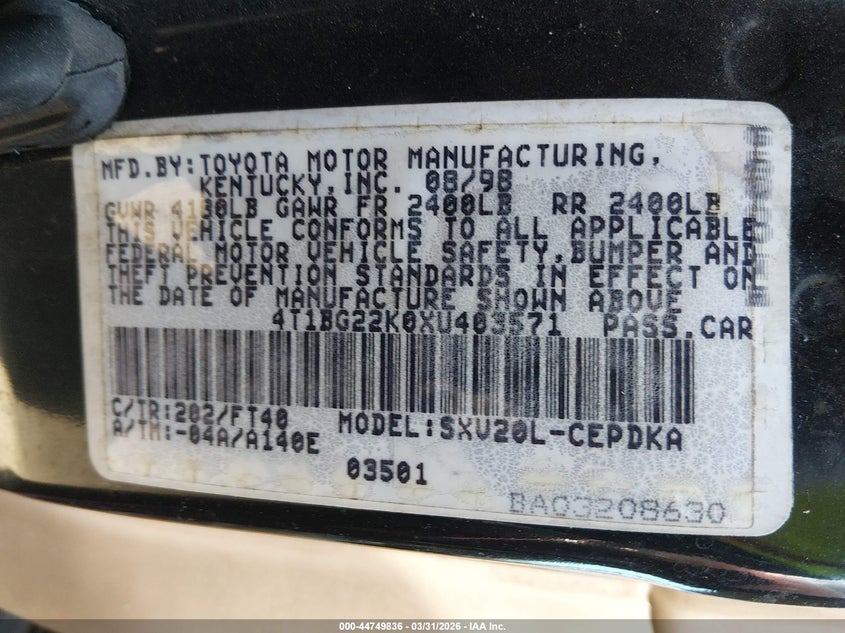 MFD.BY:TOYOTA MOTOR MANUFACTURING,
KENTUCKY,INC. 08/98
GVWR 4180LB GAWR FR 2400LB RR 2400LB
THIS VEHICLE CONFORMS TO ALL APPLICABLE
FEDERAL MOTOR VEHICLE SAFETY,BUMPER AND
THEFT PREVENTION STANDARDS IN EFFECT ON
THE DATE OF MANUFACTURE SHOWN ABOVE
4T1BG22K0XU403571 PASS.CAR
C/TR:202/FT40 MODEL:SXV20L-CEPDKA
A/TM:-04A/A140E
03501
BA03208630
000-44749836 | 03/31/2026 | IAA Inc.